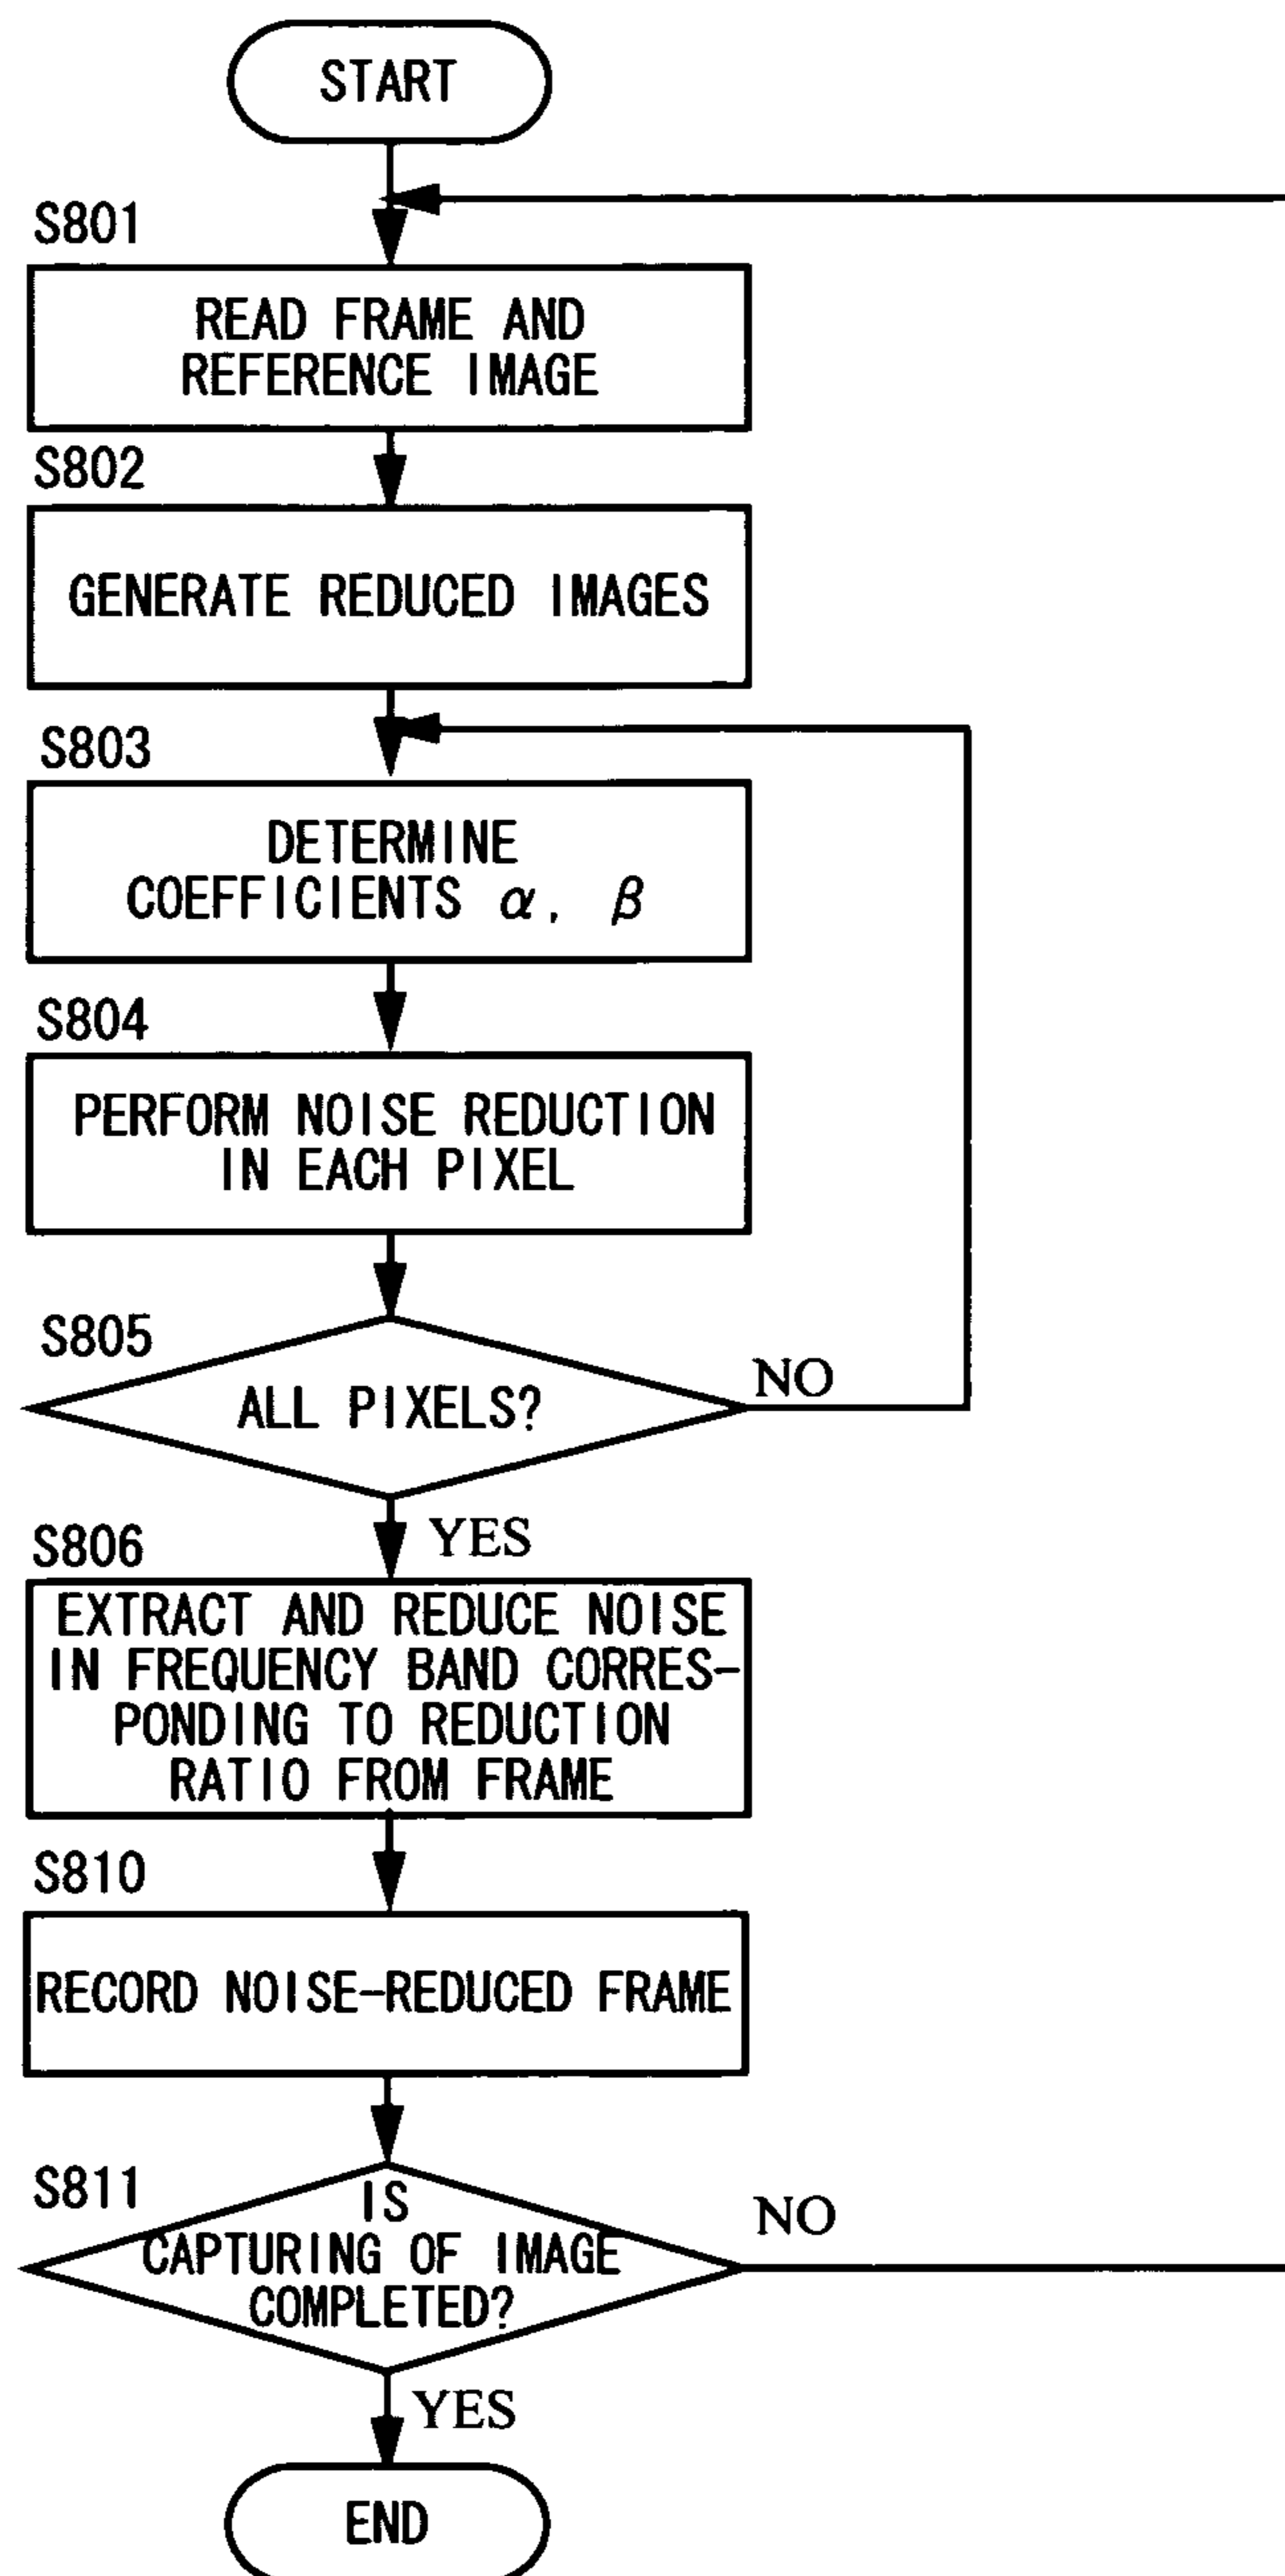 START
S801
READ FRAME AND
REFERENCE IMAGE
S802
GENERATE REDUCED IMAGES
S803
DETERMINE
COEFFICIENTS α, β
S804
PERFORM NOISE REDUCTION
IN EACH PIXEL
S805
ALL PIXELS?
NO
YES
S806
EXTRACT AND REDUCE NOISE
IN FREQUENCY BAND CORRES-
PONDING TO REDUCTION
RATIO FROM FRAME
S810
RECORD NOISE-REDUCED FRAME
S811
IS
CAPTURING OF IMAGE
COMPLETED?
NO
YES
END